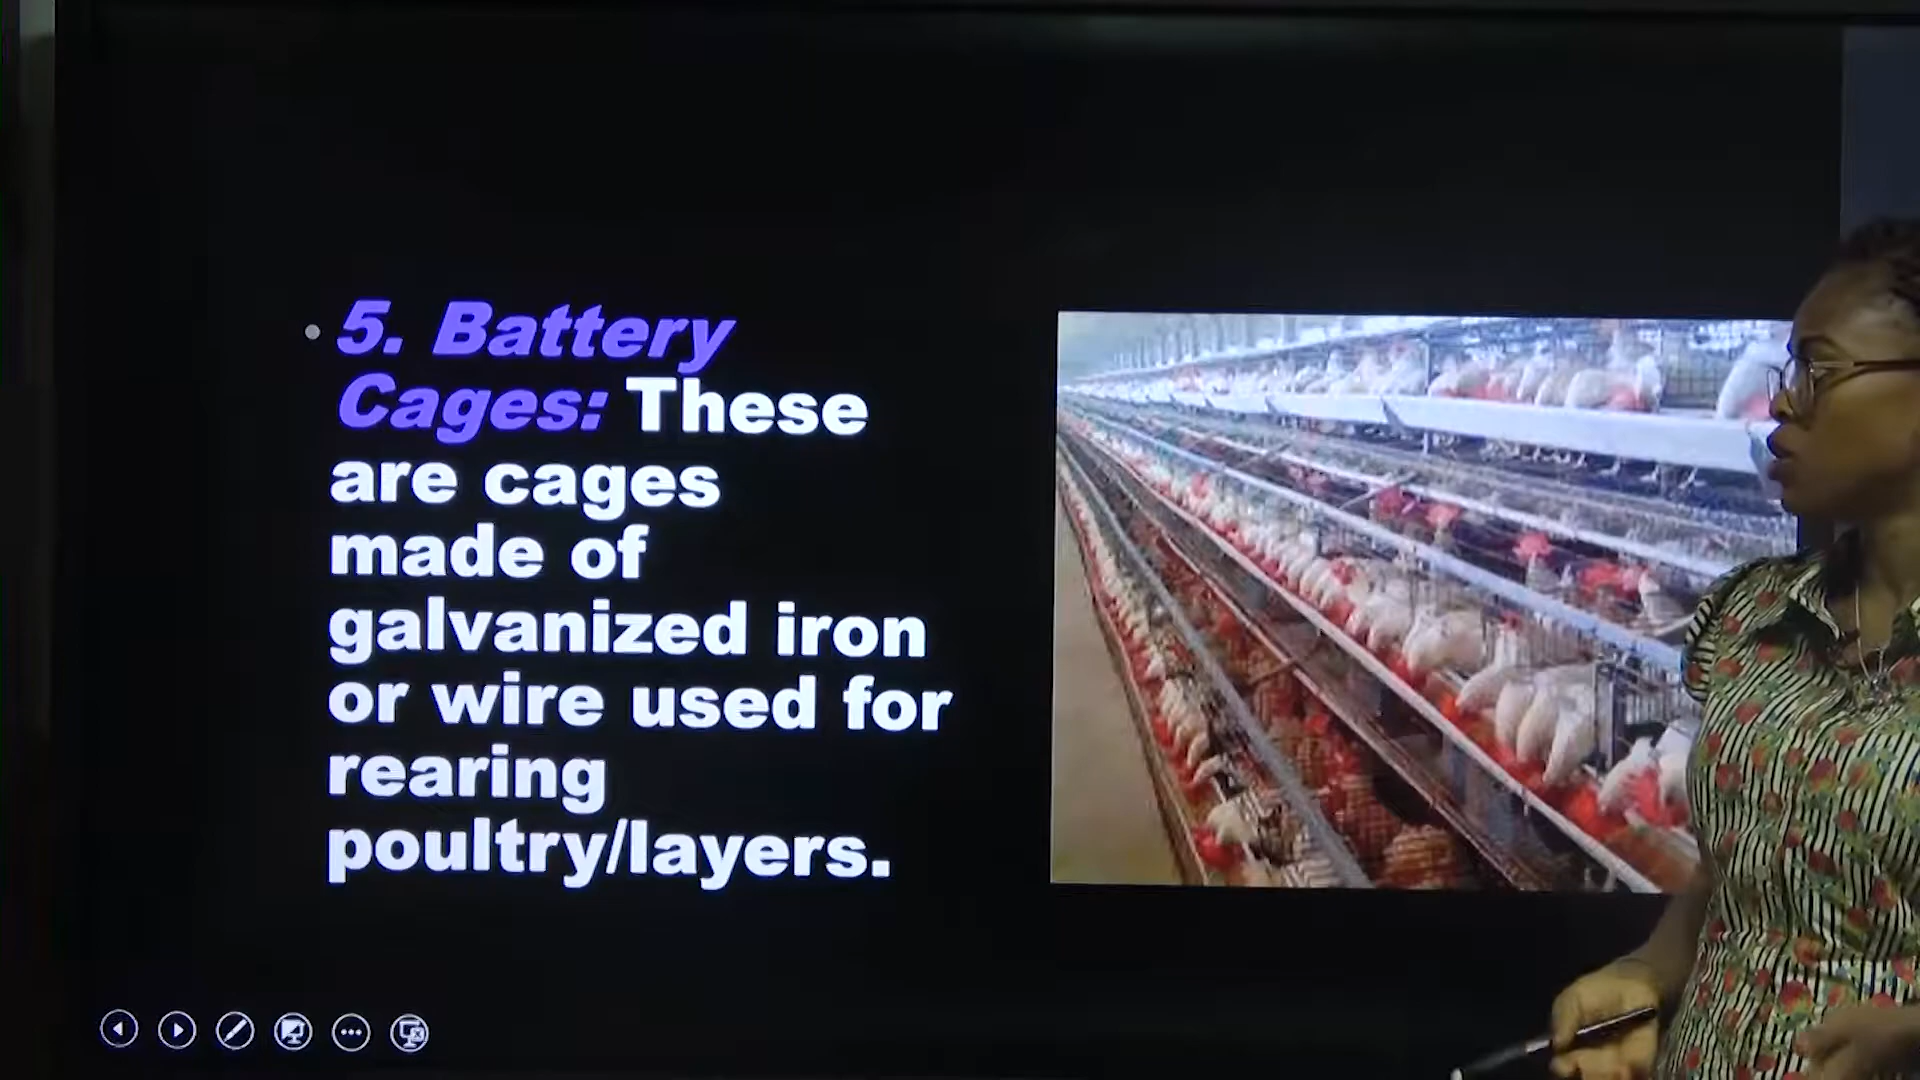 • 5. Battery
Cages: These
are cages
made of
galvanized iron
or wire used for
rearing
poultry/layers.